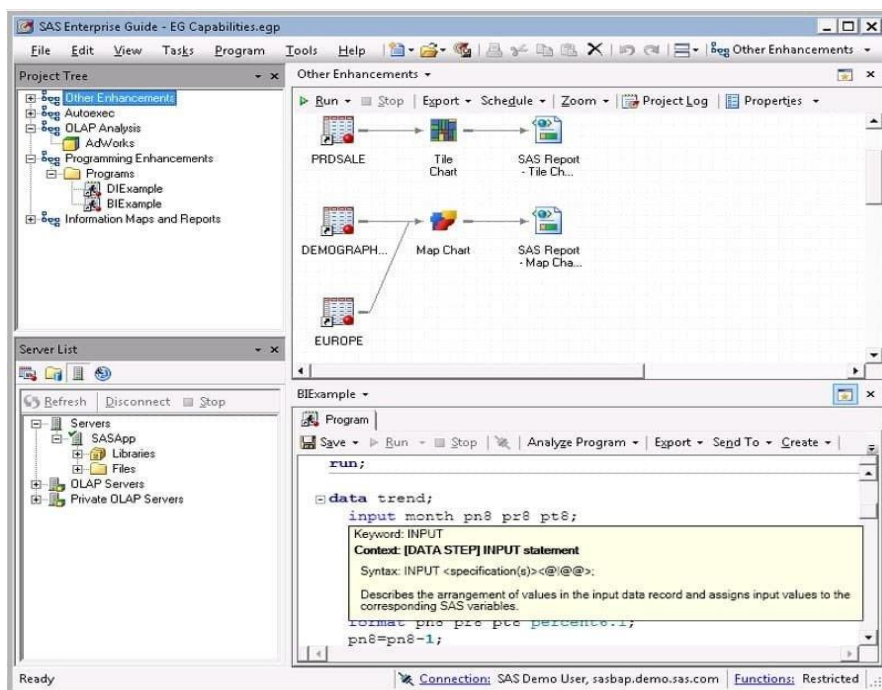 SAS Enterprise Guide - EG Capabilities.egp
File Edit View Tasks Program Tools Help Other Enhancements
Project Tree
Other Enhancements
Autoexec
OLAP Analysis
AdWorks
Programming Enhancements
Programs
DIExample
BIExample
Information Maps and Reports
Other Enhancements
Run Stop Export Schedule Zoom Project Log Properties
PRDSALE
Tile
Chart
SAS Report
- Tile Ch...
DEMOGRAPH...
Map Chart
SAS Report
- Map Cha...
EUROPE
Server List
Refresh Disconnect Stop
Servers
SASApp
Libraries
Files
OLAP Servers
Private OLAP Servers
BIExample
Program
Save Run Stop Analyze Program Export Send To Create
run;
data trend;
input month pn8 pr8 pt8;
Keyword: INPUT
Context: [DATA STEP] INPUT statement
Syntax: INPUT <specification(s)><@|@@>;
Describes the arrangement of values in the input data record and assigns input values to the
corresponding SAS variables.
format pn8 pr8 pt8 percent6.1;
pn8=pn8-1;
Ready
Connection: SAS Demo User, sasbap.demo.sas.com Functions: Restricted